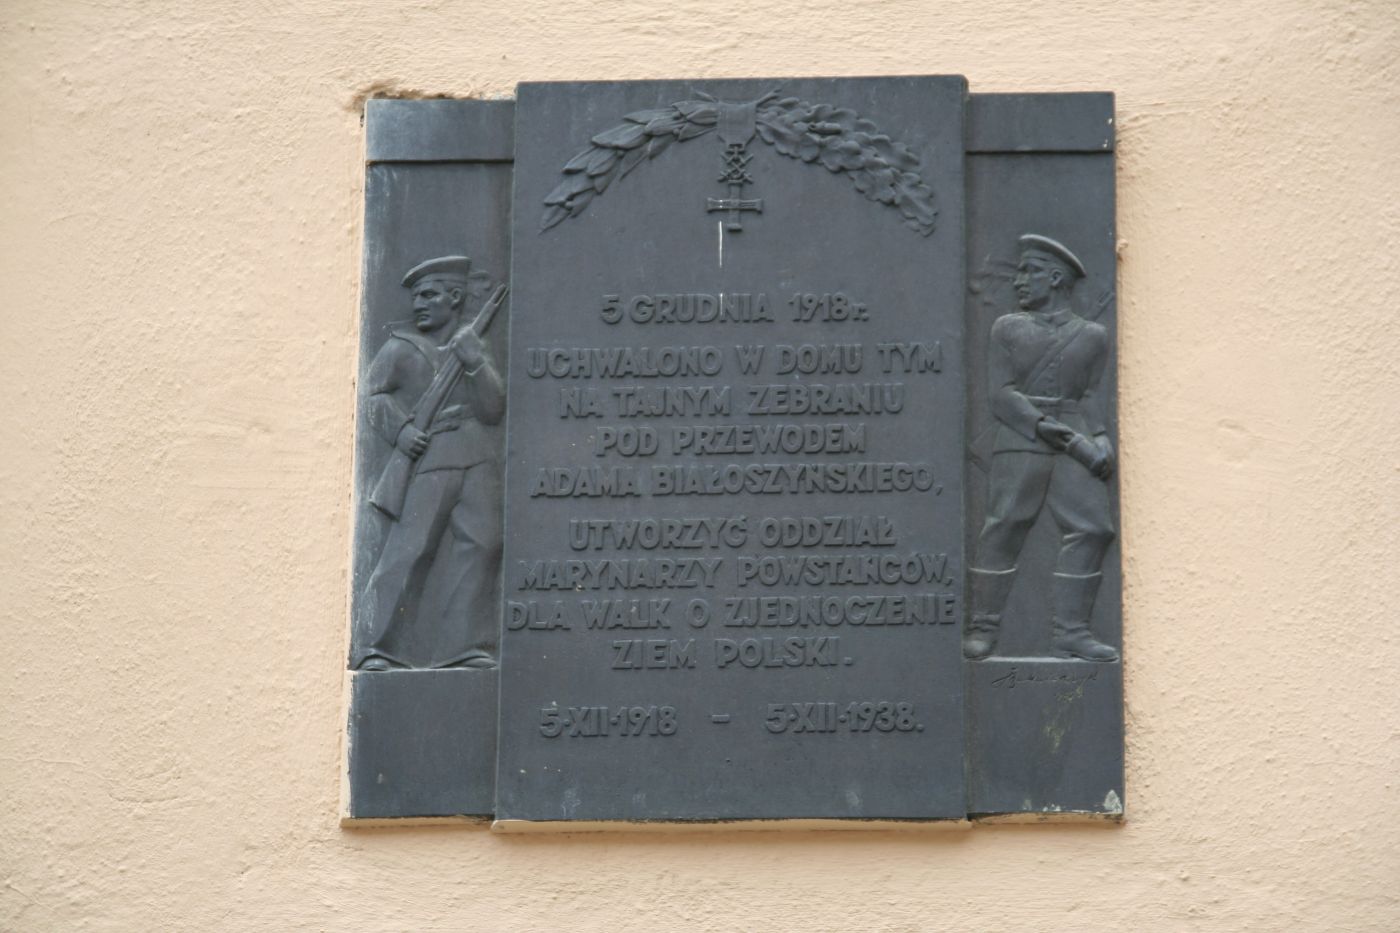 5 GRUDNIA 1918 r.
UCHWALONO W DOMU TYM
NA TAJNYM ZEBRANIU
POD PRZEWODEM
ADAMA BIAŁOSZYŃSKIEGO,
UTWORZYĆ ODDZIAŁ
MARYNARZY POWSTAŃCÓW,
DLA WALK O ZJEDNOCZENIE
ZIEM POLSKI.
5·XII·1918 – 5·XII·1938.